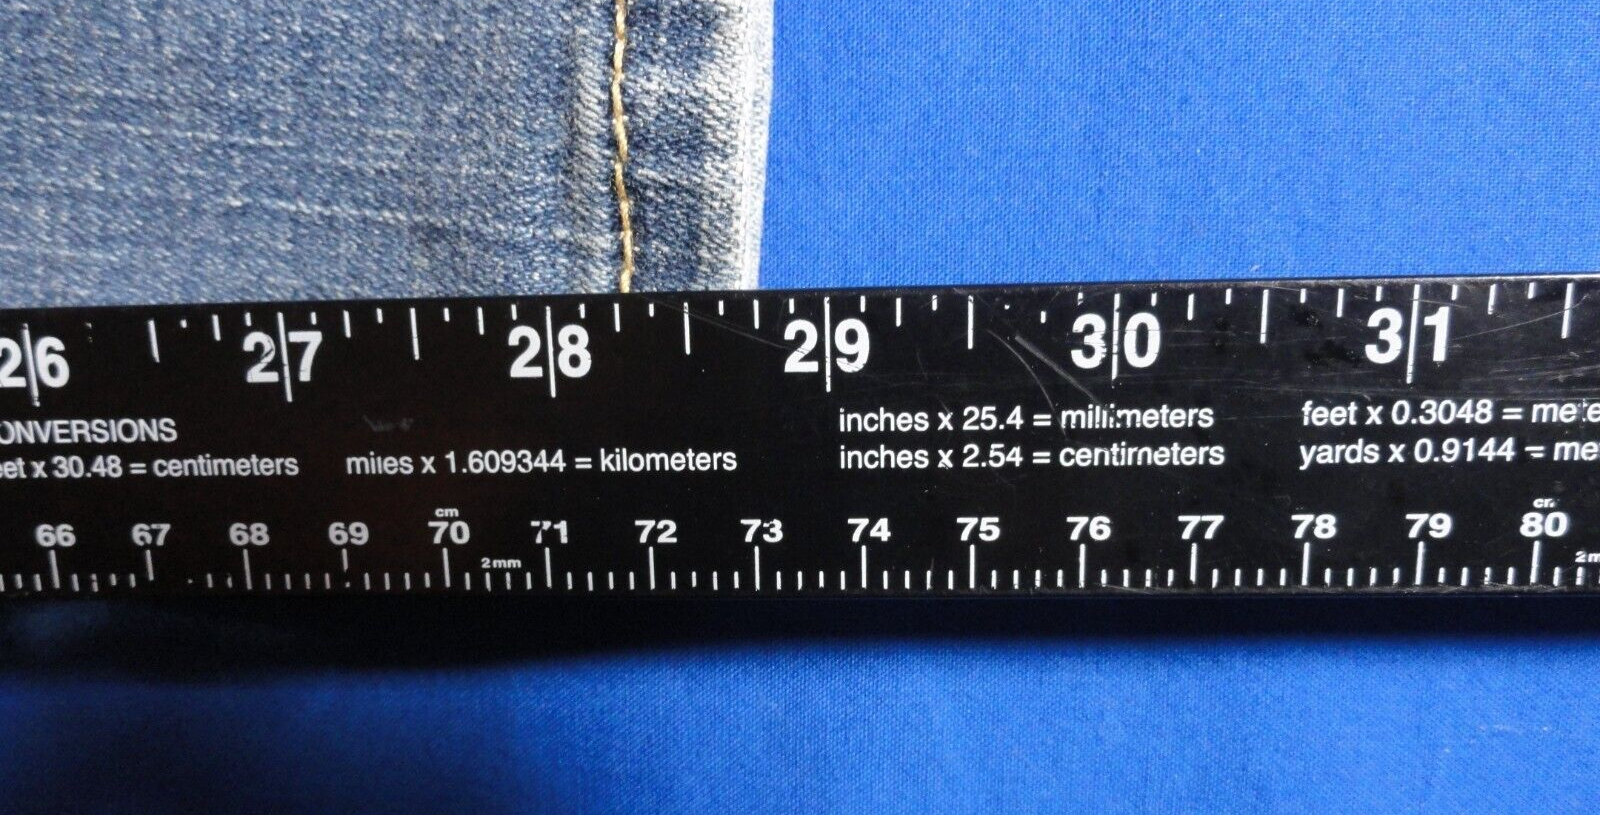 26 27 28 29 30 31
inches x 25.4 = millimeters feet x 0.3048 =
ONVERSIONS
inches x 2.54 = centimeters yards x 0.9144 =
eet x 30.48 = centimeters miles x 1.609344 = kilometers
cm cm
66 67 68 69 70 71 72 73 74 75 76 77 78 79 80
2mm